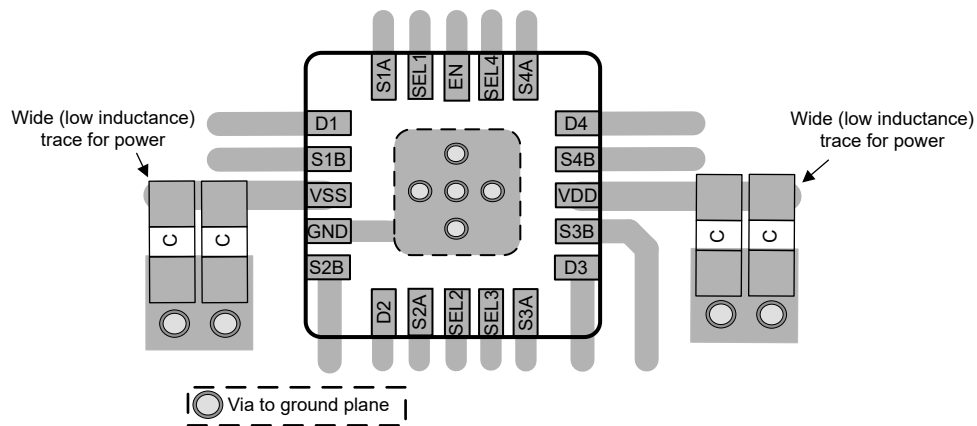 S1A
SEL1
EN
SEL4
S4A
Wide (low inductance)
trace for power
Wide (low inductance)
trace for power
D1
D4
S1B
S4B
VSS
VDD
GND
S3B
S2B
D3
C
C
C
C
D2
S2A
SEL2
SEL3
S3A
Via to ground plane